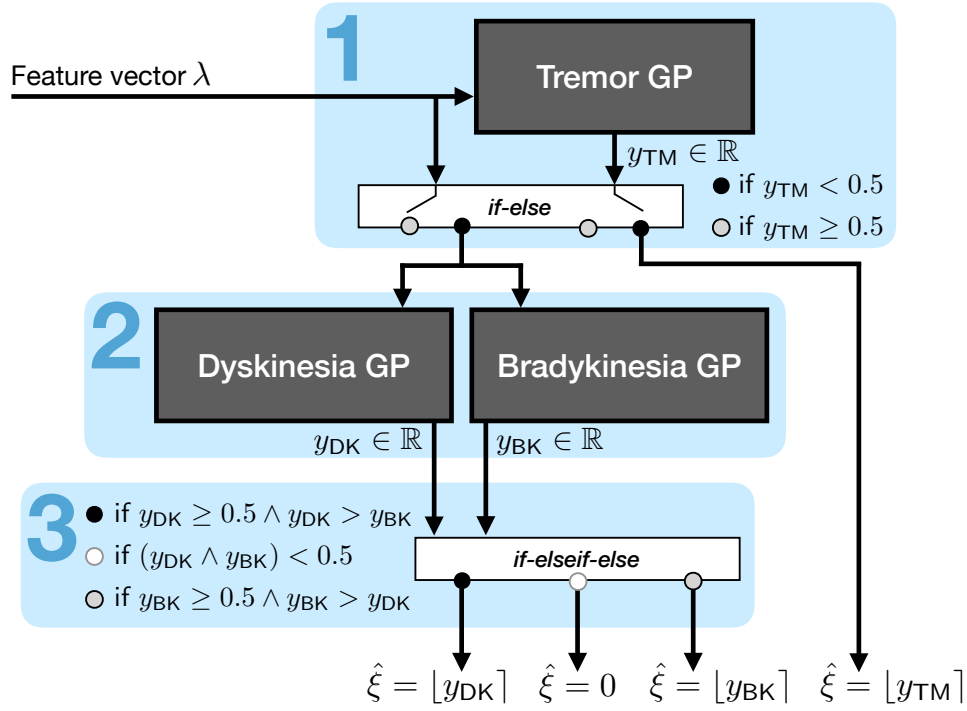 1
Feature vector λ
Tremor GP
y_TM ∈ ℝ
if-else
if y_TM < 0.5
if y_TM ≥ 0.5
2
Dyskinesia GP
Bradykinesia GP
y_DK ∈ ℝ
y_BK ∈ ℝ
3
if y_DK ≥ 0.5 ∧ y_DK > y_BK
if (y_DK ∧ y_BK) < 0.5
if y_BK ≥ 0.5 ∧ y_BK > y_DK
if-elseif-else
ξ̂ = ⌊y_DK⌉
ξ̂ = 0
ξ̂ = ⌊y_BK⌉
ξ̂ = ⌊y_TM⌉